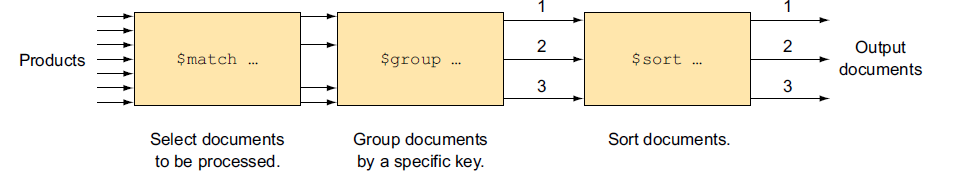 1
1
Products
$match …
$group …
2
$sort …
2
Output
documents
3
3
Select documents
to be processed.
Group documents
by a specific key.
Sort documents.